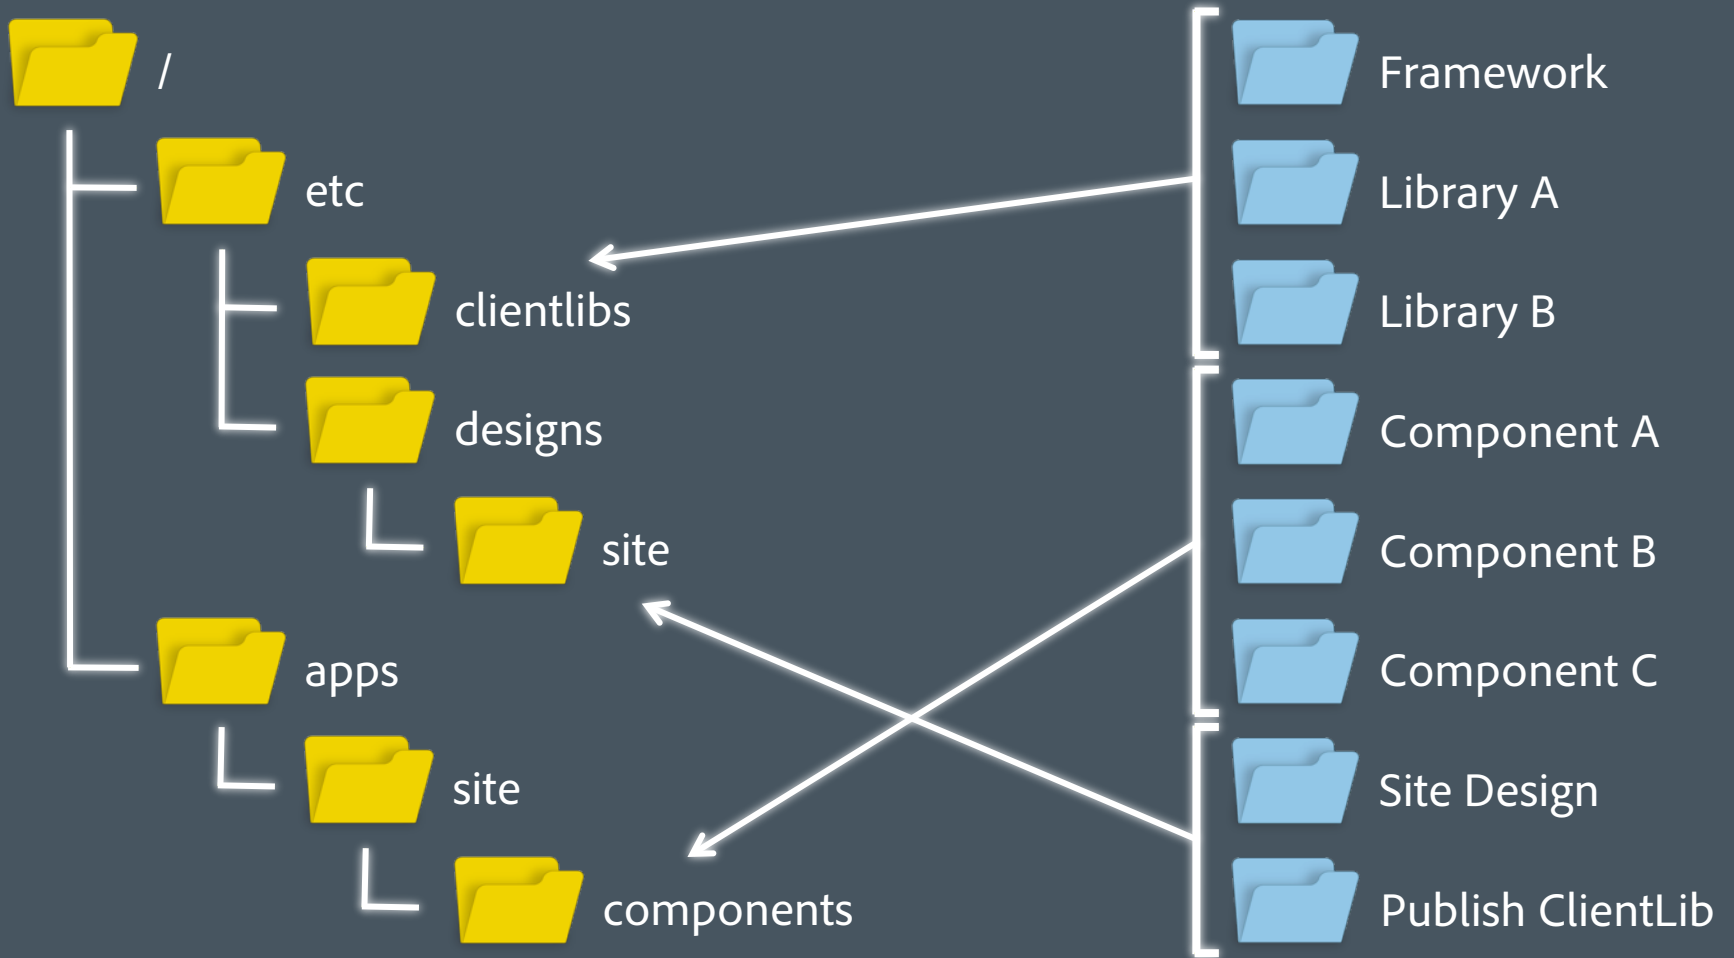 /
etc
clientlibs
designs
site
apps
site
components
Framework
Library A
Library B
Component A
Component B
Component C
Site Design
Publish ClientLib